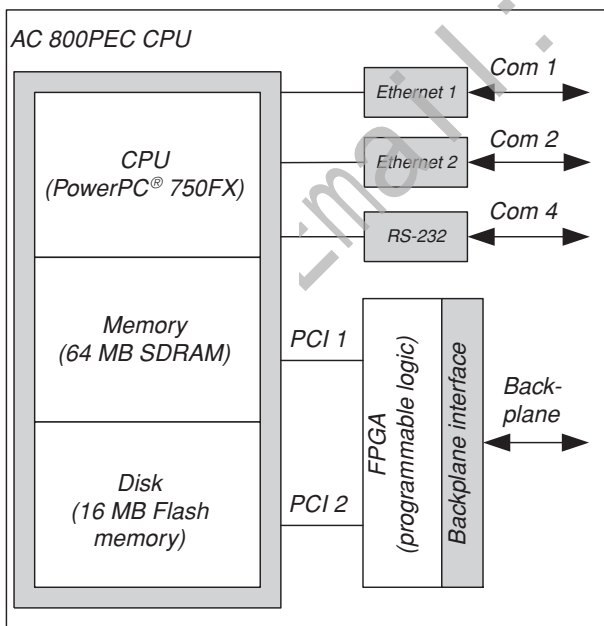 AC 800PEC CPU
CPU
(PowerPC® 750FX)
Memory
(64 MB SDRAM)
Disk
(16 MB Flash
memory)
Ethernet 1
Com 1
Ethernet 2
Com 2
RS-232
Com 4
PCI 1
PCI 2
FPGA
(programmable logic)
Backplane interface
Back-
plane
Email: